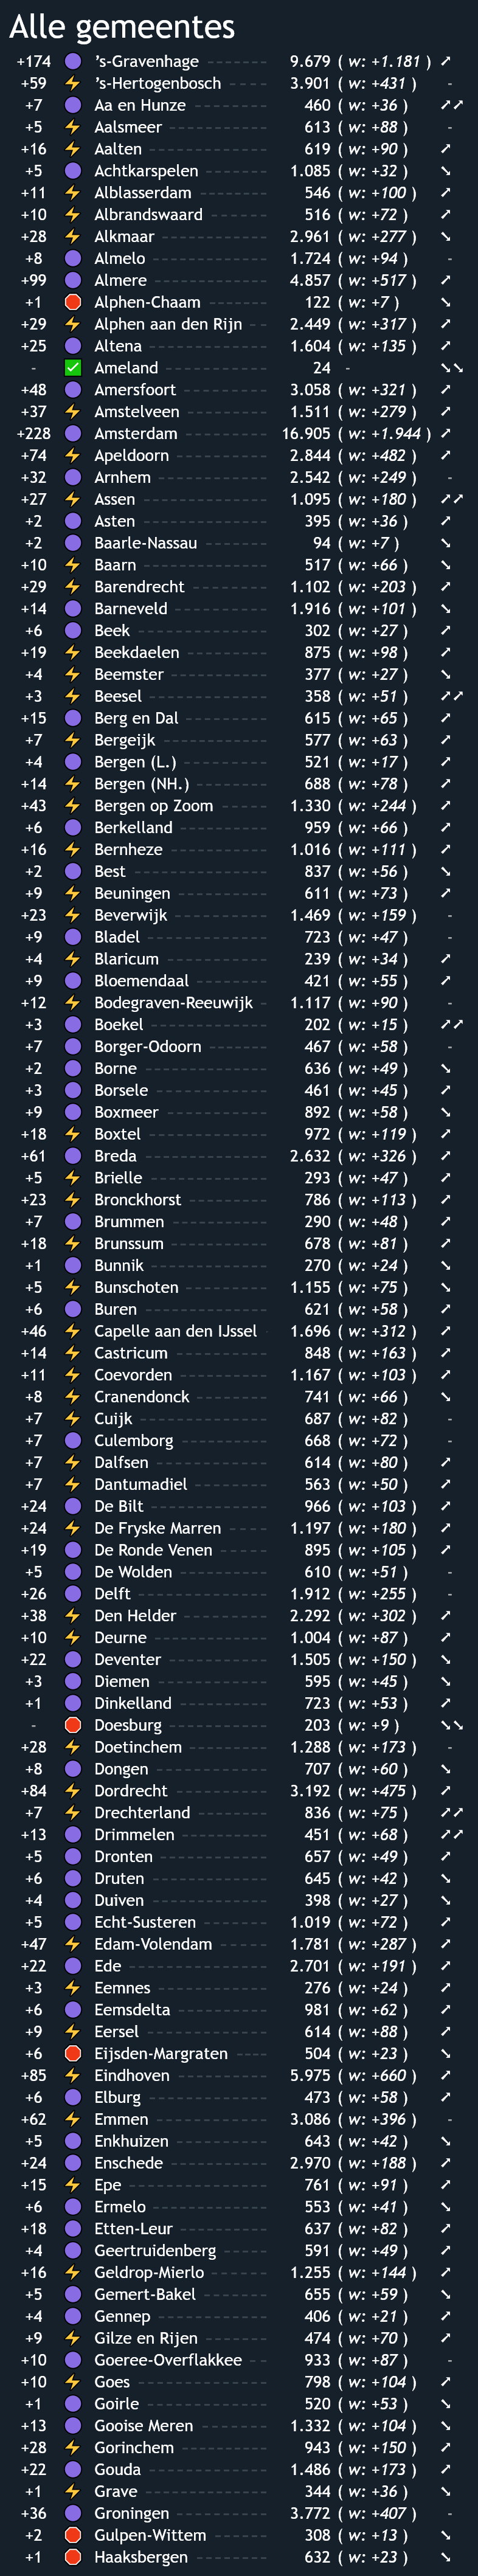 Alle gemeentes
+174 's-Gravenhage 9.679 ( w: +1.181 )
+59 's-Hertogenbosch 3.901 ( w: +431 ) -
+7 Aa en Hunze 460 ( w: +36 )
+5 Aalsmeer 613 ( w: +88 ) -
+16 Aalten 619 ( w: +90 )
+5 Achtkarspelen 1.085 ( w: +32 )
+11 Alblasserdam 546 ( w: +100 )
+10 Albrandswaard 516 ( w: +72 )
+28 Alkmaar 2.961 ( w: +277 )
+8 Almelo 1.724 ( w: +94 ) -
+99 Almere 4.857 ( w: +517 )
+1 Alphen-Chaam 122 ( w: +7 )
+29 Alphen aan den Rijn 2.449 ( w: +317 )
+25 Altena 1.604 ( w: +135 )
- Ameland 24 -
+48 Amersfoort 3.058 ( w: +321 )
+37 Amstelveen 1.511 ( w: +279 )
+228 Amsterdam 16.905 ( w: +1.944 )
+74 Apeldoorn 2.844 ( w: +482 )
+32 Arnhem 2.542 ( w: +249 ) -
+27 Assen 1.095 ( w: +180 )
+2 Asten 395 ( w: +36 )
+2 Baarle-Nassau 94 ( w: +7 )
+10 Baarn 517 ( w: +66 )
+29 Barendrecht 1.102 ( w: +203 )
+14 Barneveld 1.916 ( w: +101 )
+6 Beek 302 ( w: +27 )
+19 Beekdaelen 875 ( w: +98 )
+4 Beemster 377 ( w: +27 )
+3 Beesel 358 ( w: +51 )
+15 Berg en Dal 615 ( w: +65 )
+7 Bergeijk 577 ( w: +63 )
+4 Bergen (L.) 521 ( w: +17 )
+14 Bergen (NH.) 688 ( w: +78 )
+43 Bergen op Zoom 1.330 ( w: +244 )
+6 Berkelland 959 ( w: +66 )
+16 Bernheze 1.016 ( w: +111 )
+2 Best 837 ( w: +56 )
+9 Beuningen 611 ( w: +73 )
+23 Beverwijk 1.469 ( w: +159 ) -
+9 Bladel 723 ( w: +47 ) -
+4 Blaricum 239 ( w: +34 )
+9 Bloemendaal 421 ( w: +55 )
+12 Bodegraven-Reeuwijk 1.117 ( w: +90 ) -
+3 Boekel 202 ( w: +15 )
+7 Borger-Odoorn 467 ( w: +58 ) -
+2 Borne 636 ( w: +49 )
+3 Borsele 461 ( w: +45 )
+9 Boxmeer 892 ( w: +58 )
+18 Boxtel 972 ( w: +119 )
+61 Breda 2.632 ( w: +326 )
+5 Brielle 293 ( w: +47 )
+23 Bronckhorst 786 ( w: +113 )
+7 Brummen 290 ( w: +48 )
+18 Brunssum 678 ( w: +81 )
+1 Bunnik 270 ( w: +24 )
+5 Bunschoten 1.155 ( w: +75 )
+6 Buren 621 ( w: +58 )
+46 Capelle aan den IJssel 1.696 ( w: +312 )
+14 Castricum 848 ( w: +163 )
+11 Coevorden 1.167 ( w: +103 )
+8 Cranendonck 741 ( w: +66 )
+7 Cuijk 687 ( w: +82 ) -
+7 Culemborg 668 ( w: +72 ) -
+7 Dalfsen 614 ( w: +80 )
+7 Dantumadiel 563 ( w: +50 )
+24 De Bilt 966 ( w: +103 )
+24 De Fryske Marren 1.197 ( w: +180 )
+19 De Ronde Venen 895 ( w: +105 )
+5 De Wolden 610 ( w: +51 ) -
+26 Delft 1.912 ( w: +255 ) -
+38 Den Helder 2.292 ( w: +302 )
+10 Deurne 1.004 ( w: +87 )
+22 Deventer 1.505 ( w: +150 )
+3 Diemen 595 ( w: +45 )
+1 Dinkelland 723 ( w: +53 )
- Doesburg 203 ( w: +9 )
+28 Doetinchem 1.288 ( w: +173 ) -
+8 Dongen 707 ( w: +60 )
+84 Dordrecht 3.192 ( w: +475 )
+7 Drechterland 836 ( w: +75 )
+13 Drimmelen 451 ( w: +68 )
+5 Dronten 657 ( w: +49 )
+6 Druten 645 ( w: +42 )
+4 Duiven 398 ( w: +27 )
+5 Echt-Susteren 1.019 ( w: +72 )
+47 Edam-Volendam 1.781 ( w: +287 )
+22 Ede 2.701 ( w: +191 )
+3 Eemnes 276 ( w: +24 )
+6 Eemsdelta 981 ( w: +62 )
+9 Eersel 614 ( w: +88 )
+6 Eijsden-Margraten 504 ( w: +23 )
+85 Eindhoven 5.975 ( w: +660 )
+6 Elburg 473 ( w: +58 )
+62 Emmen 3.086 ( w: +396 ) -
+5 Enkhuizen 643 ( w: +42 )
+24 Enschede 2.970 ( w: +188 )
+15 Epe 761 ( w: +91 )
+6 Ermelo 553 ( w: +41 )
+18 Etten-Leur 637 ( w: +82 )
+4 Geertruidenberg 591 ( w: +49 )
+16 Geldrop-Mierlo 1.255 ( w: +144 )
+5 Gemert-Bakel 655 ( w: +59 )
+4 Gennep 406 ( w: +21 )
+9 Gilze en Rijen 474 ( w: +70 )
+10 Goeree-Overflakkee 933 ( w: +87 ) -
+10 Goes 798 ( w: +104 )
+1 Goirle 520 ( w: +53 )
+13 Gooise Meren 1.332 ( w: +104 )
+28 Gorinchem 943 ( w: +150 )
+22 Gouda 1.486 ( w: +173 )
+1 Grave 344 ( w: +36 )
+36 Groningen 3.772 ( w: +407 ) -
+2 Gulpen-Wittem 308 ( w: +13 )
+1 Haaksbergen 632 ( w: +23 )